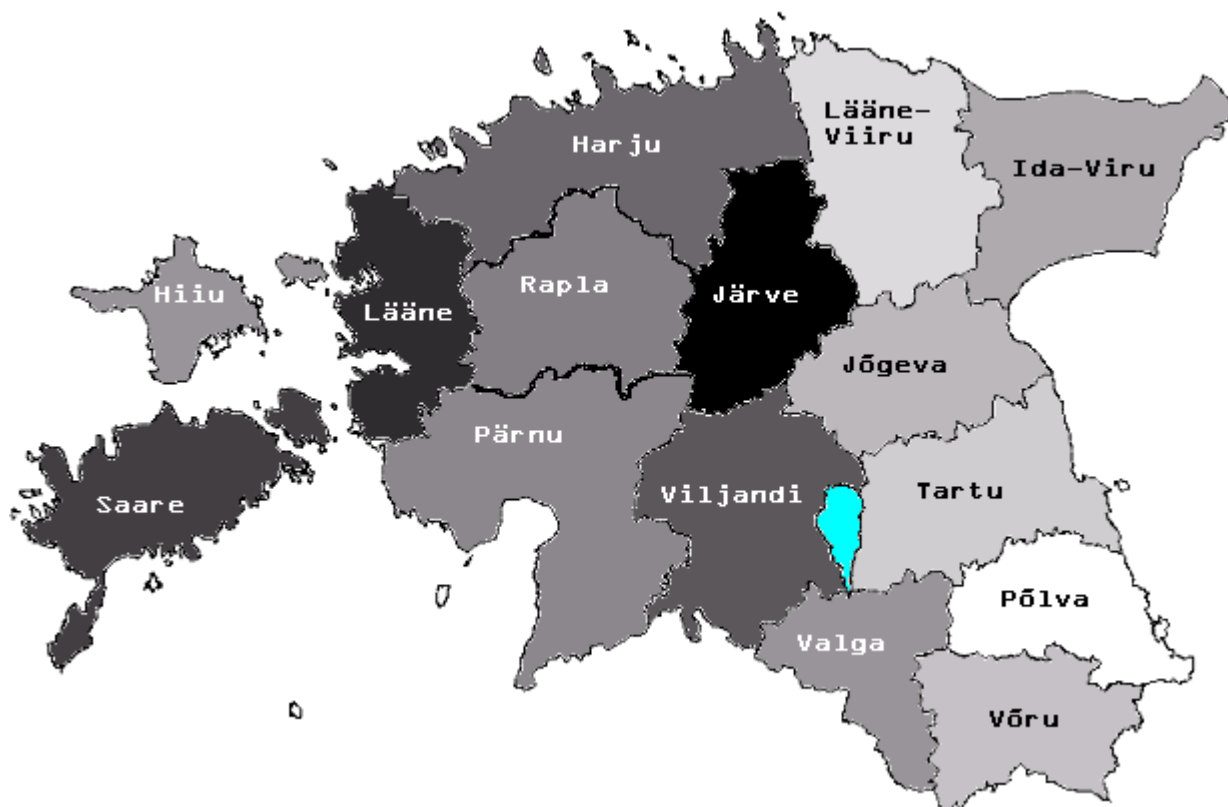 Harju
Lääne-
Viiru
Ida-Viru
Hiiu
Rapla
Järve
Lääne
Jõgeva
Pärnu
Saare
Viljandi
Tartu
Põlva
Valga
Võru